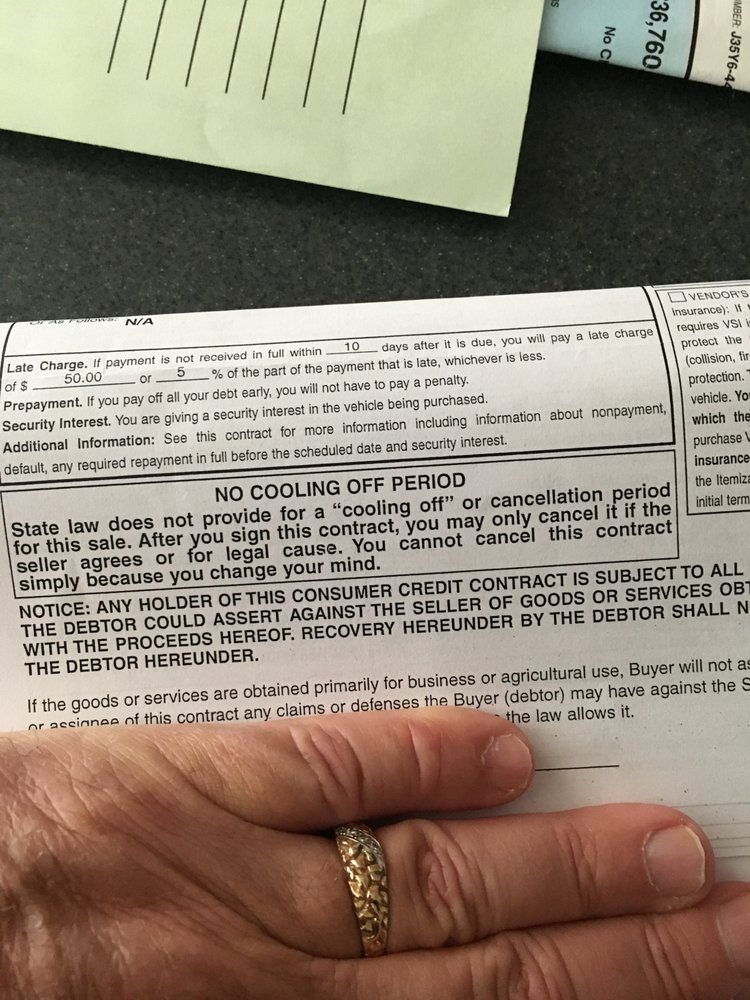 MBER: J35Y6-4
36,760
No C
Or As Follows: N/A
Late Charge. If payment is not received in full within 10 days after it is due, you will pay a late charge
of $ 50.00 or 5 % of the part of the payment that is late, whichever is less.
Prepayment. If you pay off all your debt early, you will not have to pay a penalty.
Security Interest. You are giving a security interest in the vehicle being purchased.
Additional Information: See this contract for more information including information about nonpayment,
default, any required repayment in full before the scheduled date and security interest.
NO COOLING OFF PERIOD
State law does not provide for a “cooling off” or cancellation period
for this sale. After you sign this contract, you may only cancel it if the
seller agrees or for legal cause. You cannot cancel this contract
simply because you change your mind.
NOTICE: ANY HOLDER OF THIS CONSUMER CREDIT CONTRACT IS SUBJECT TO ALL
THE DEBTOR COULD ASSERT AGAINST THE SELLER OF GOODS OR SERVICES OBT
WITH THE PROCEEDS HEREOF. RECOVERY HEREUNDER BY THE DEBTOR SHALL N
THE DEBTOR HEREUNDER.
If the goods or services are obtained primarily for business or agricultural use, Buyer will not as
or assignee of this contract any claims or defenses the Buyer (debtor) may have against the S
the law allows it.
VENDOR'S
insurance): If
requires VSI i
protect the
(collision, fir
protection.
vehicle. You
which the
purchase V
insurance
the Itemiza
initial term